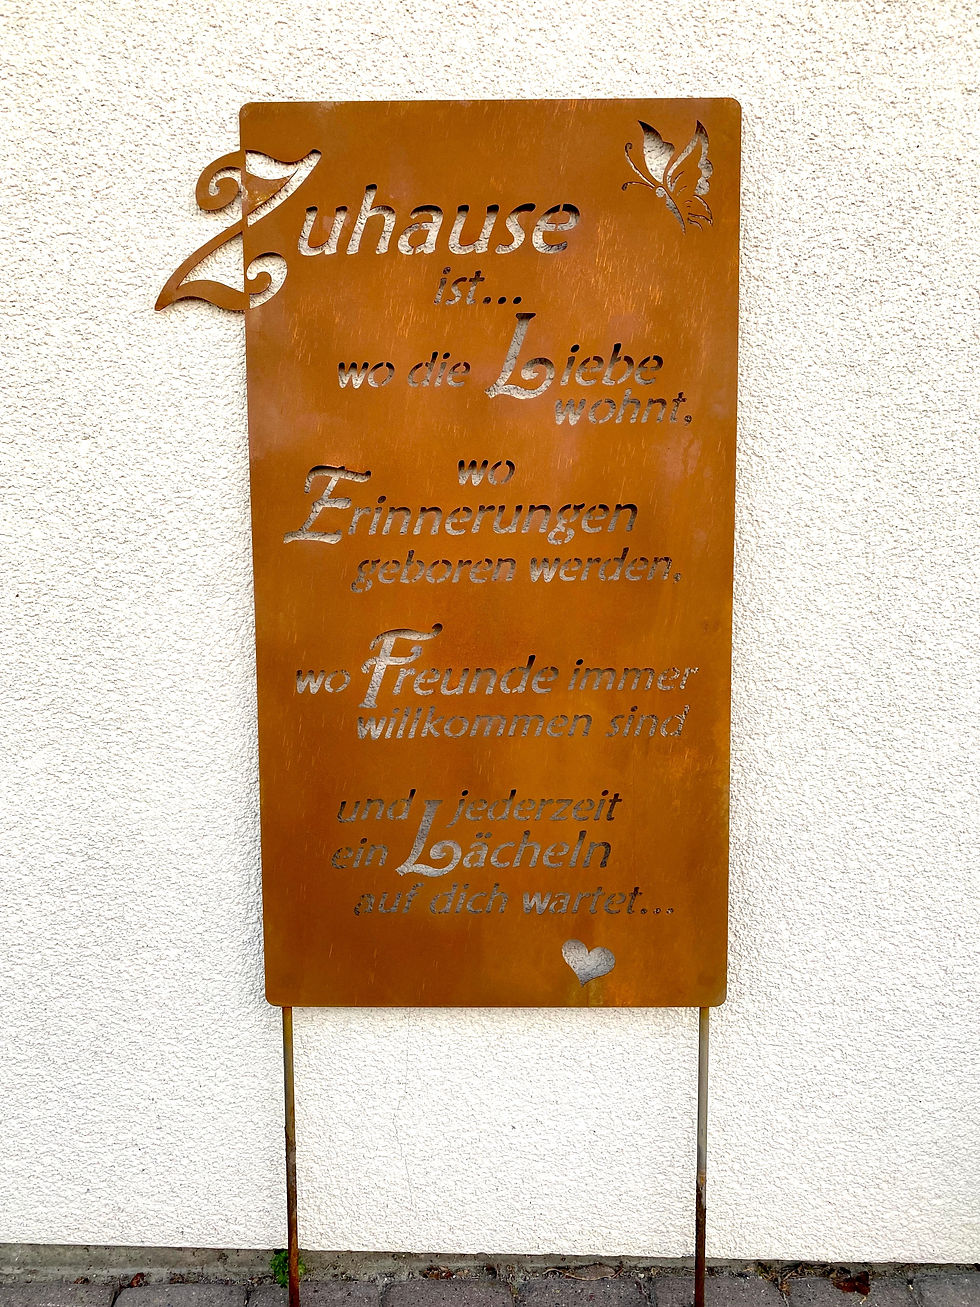 Zuhause
ist...
wo die Liebe
wohnt,
wo
Erinnerungen
geboren werden,
wo Freunde immer
willkommen sind
und jederzeit
ein Lächeln
auf dich wartet...